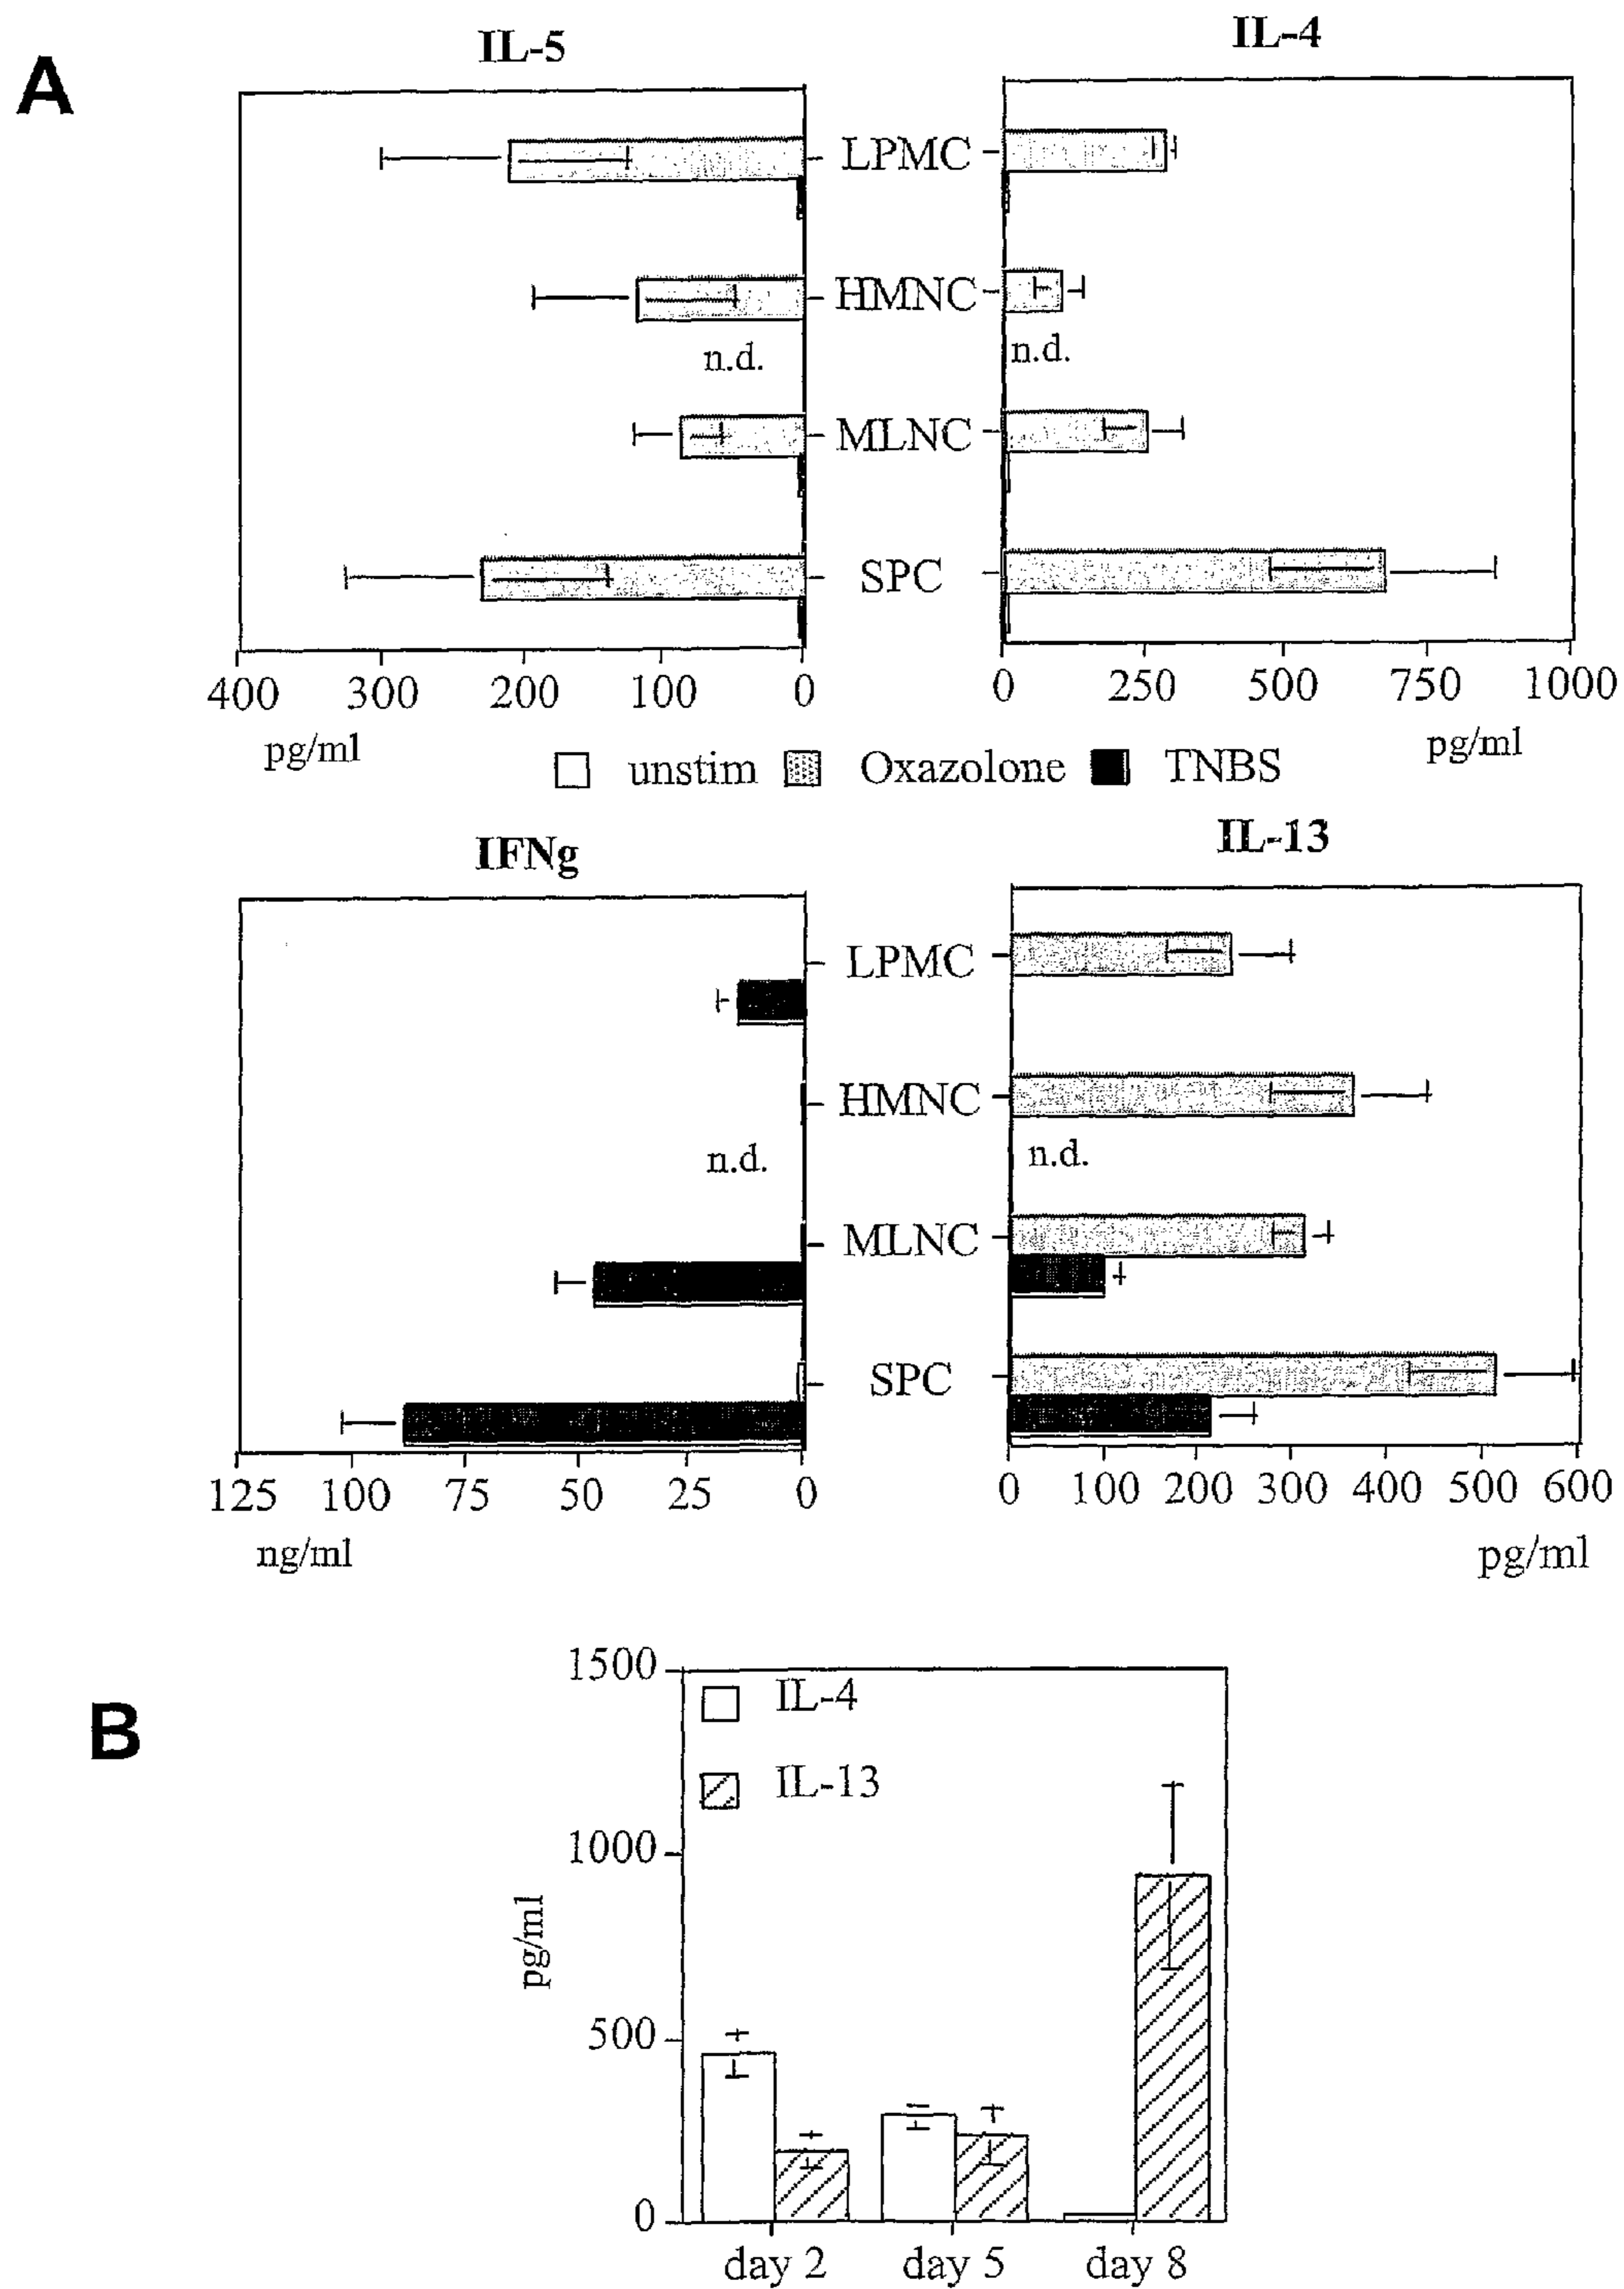 A
IL-5
IL-4
LPMC
HMNC
n.d.
n.d.
MLNC
SPC
400 300 200 100 0
0 250 500 750 1000
pg/ml
pg/ml
unstim Oxazolone TNBS
IFNg
IL-13
LPMC
HMNC
n.d.
n.d.
MLNC
SPC
125 100 75 50 25 0
0 100 200 300 400 500 600
ng/ml
pg/ml
B
1500
IL-4
IL-13
1000
pg/ml
500
0
day 2 day 5 day 8